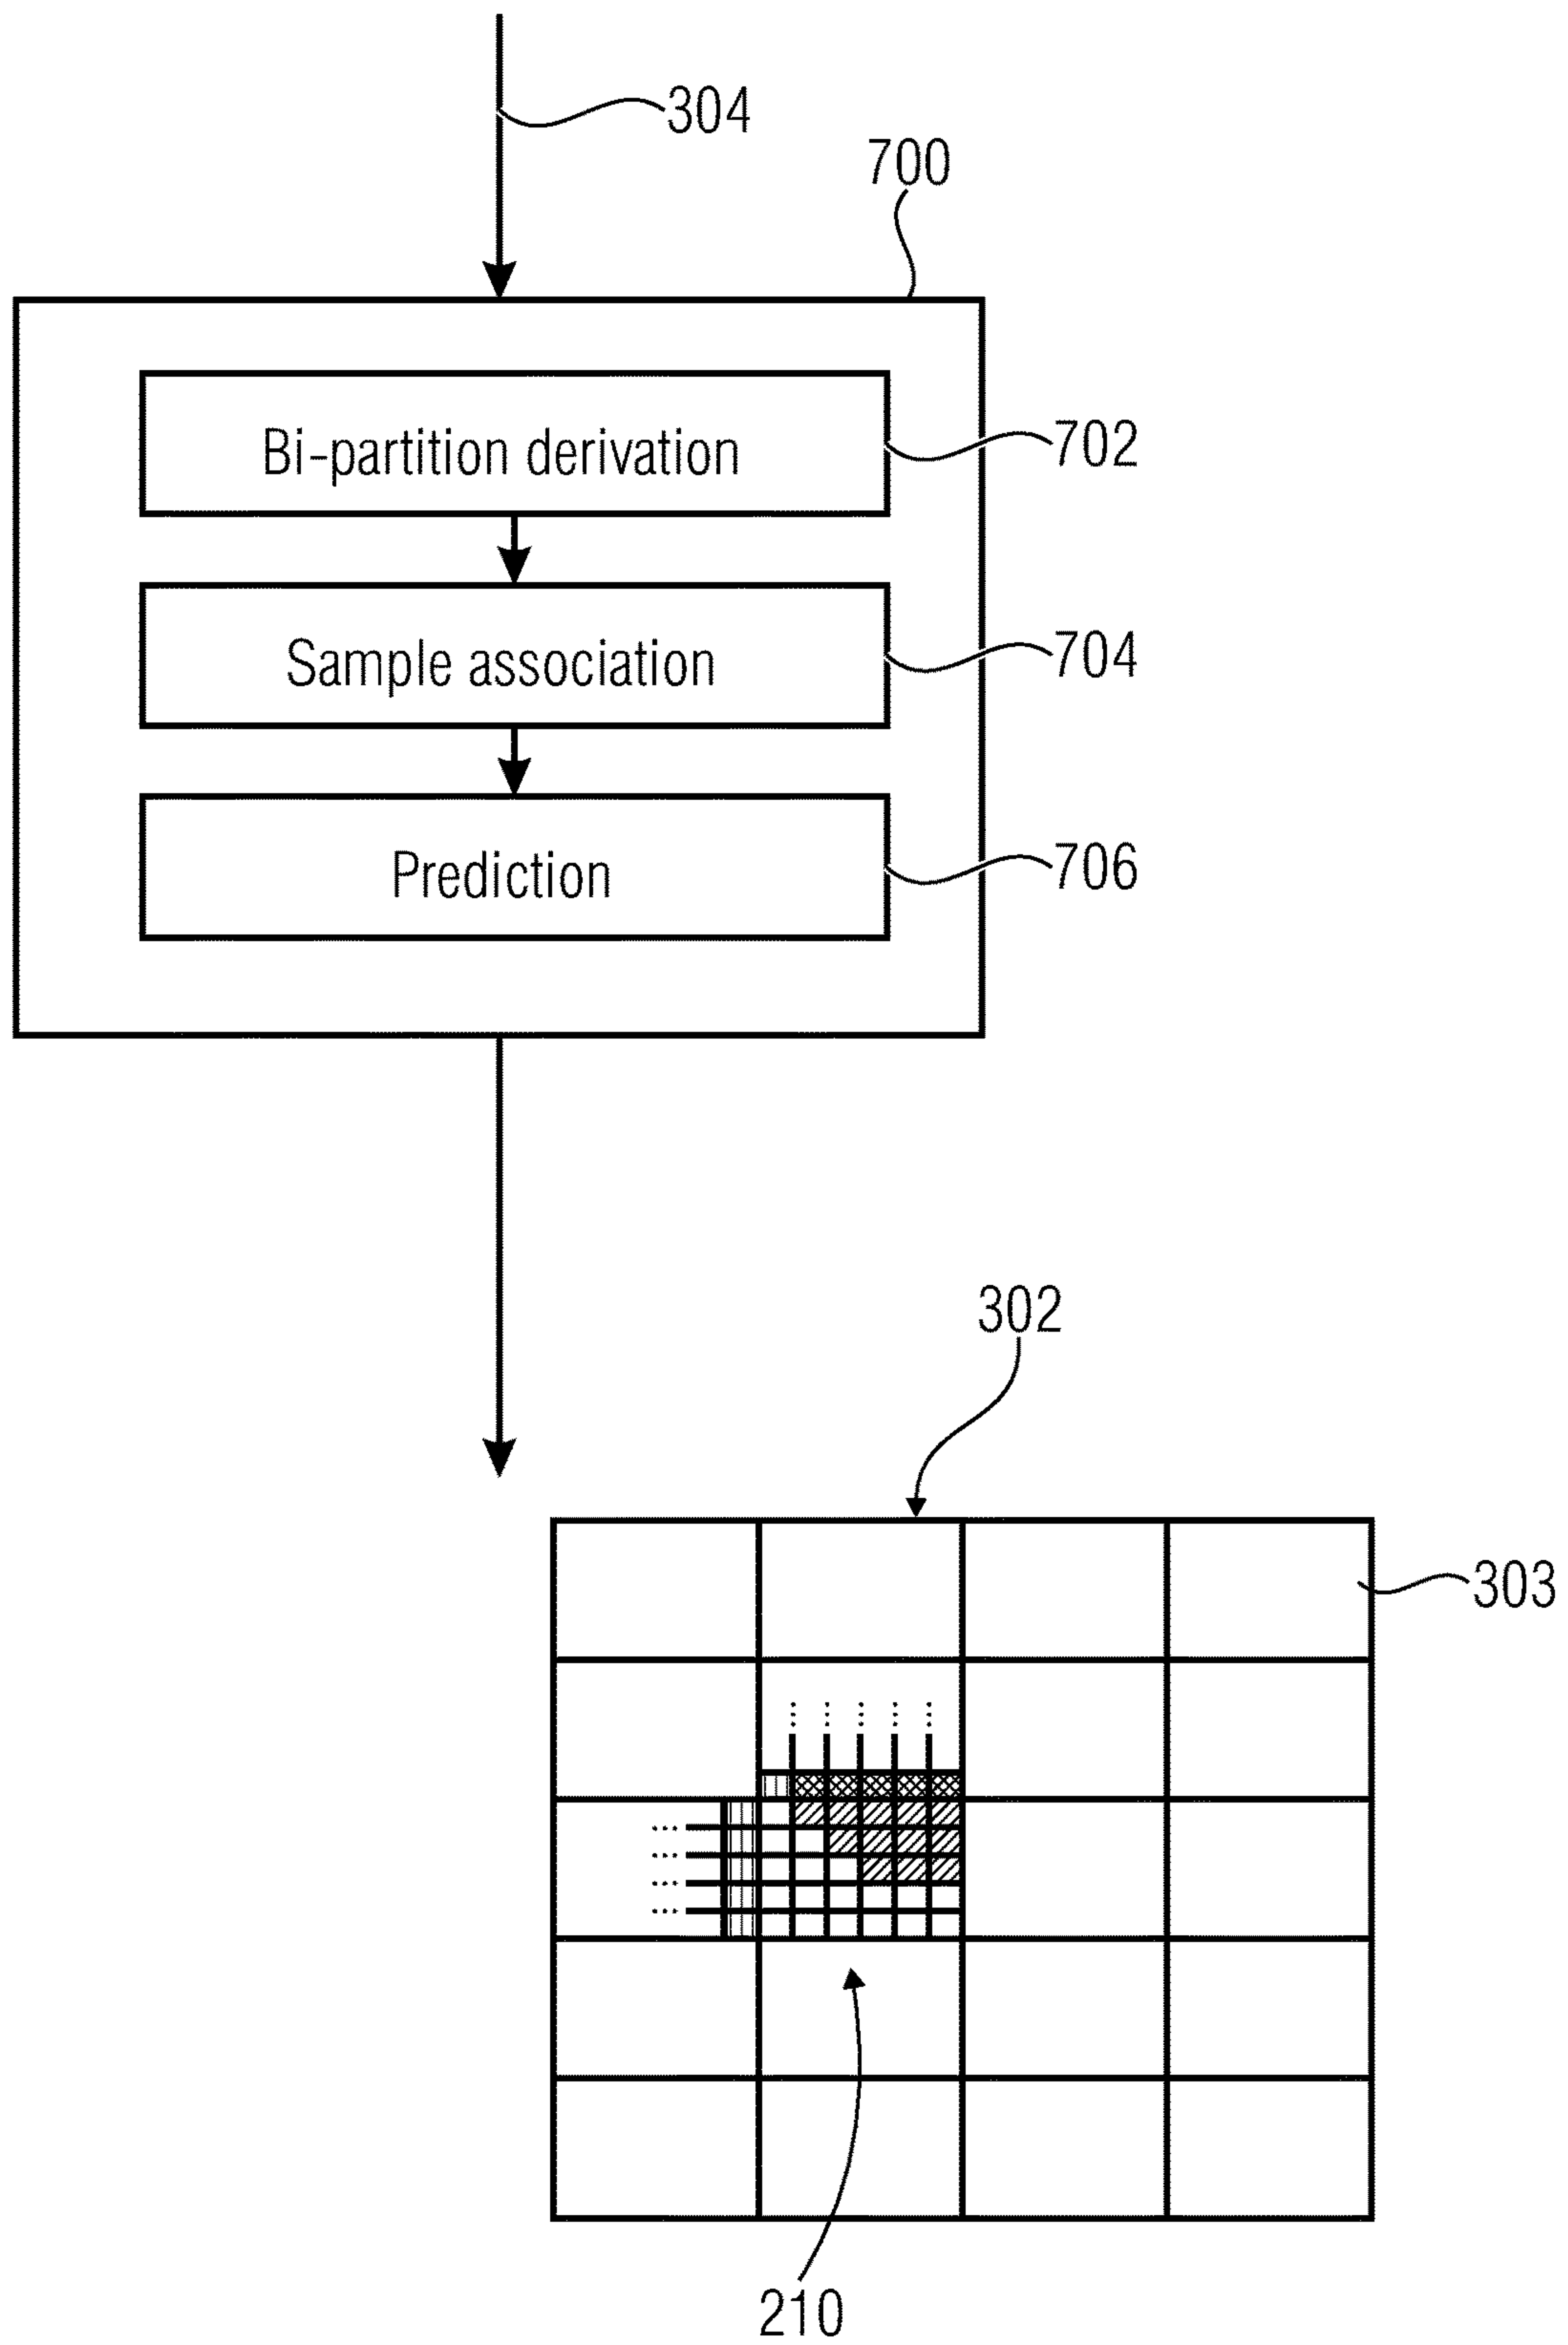 304
700
Bi-partition derivation
702
Sample association
704
Prediction
706
302
303
210